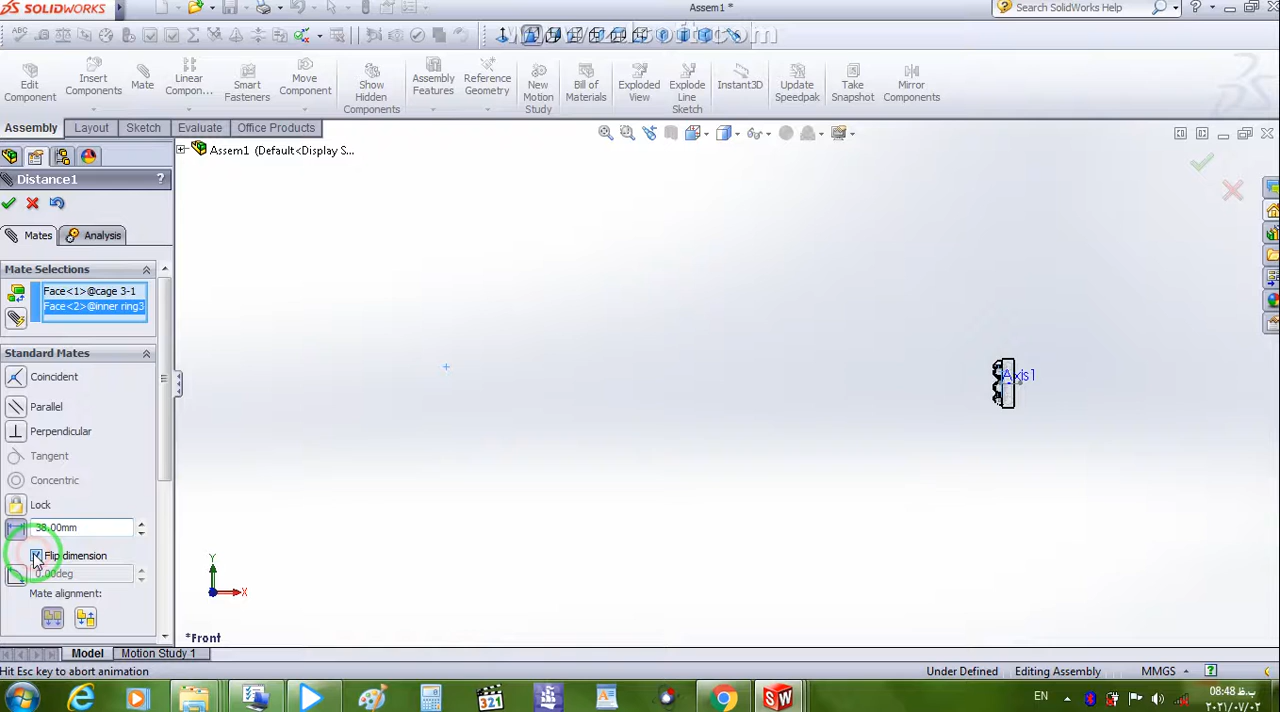 SOLIDWORKS
Assem1 *
Search SolidWorks Help
Edit Component
Insert Components
Mate
Linear Compon...
Smart Fasteners
Move Component
Show Hidden Components
Assembly Features
Reference Geometry
New Motion Study
Bill of Materials
Exploded View
Explode Line Sketch
Instant3D
Update Speedpak
Take Snapshot
Mirror Components
Assembly Layout Sketch Evaluate Office Products
Assem1 (Default<Display S...
Distance1 ?
Mates Analysis
Mate Selections
Face<1>@cage 3-1
Face<2>@inner ring3
Standard Mates
Coincident
Parallel
Perpendicular
Tangent
Concentric
Lock
38.00mm
Flip dimension
0.00deg
Mate alignment:
Axis1
Y
X
*Front
Model Motion Study 1
Hit Esc key to abort animation
Under Defined Editing Assembly MMGS
EN
08:48 ب.ظ
۲۰۲۱/۰۷/۰۲
321
SW